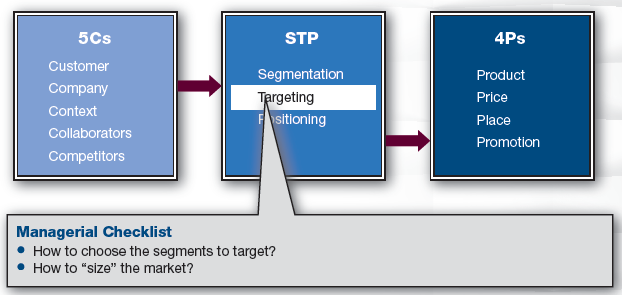 5Cs
Customer
Company
Context
Collaborators
Competitors
STP
Segmentation
Targeting
Positioning
4Ps
Product
Price
Place
Promotion
Managerial Checklist
• How to choose the segments to target?
• How to “size” the market?